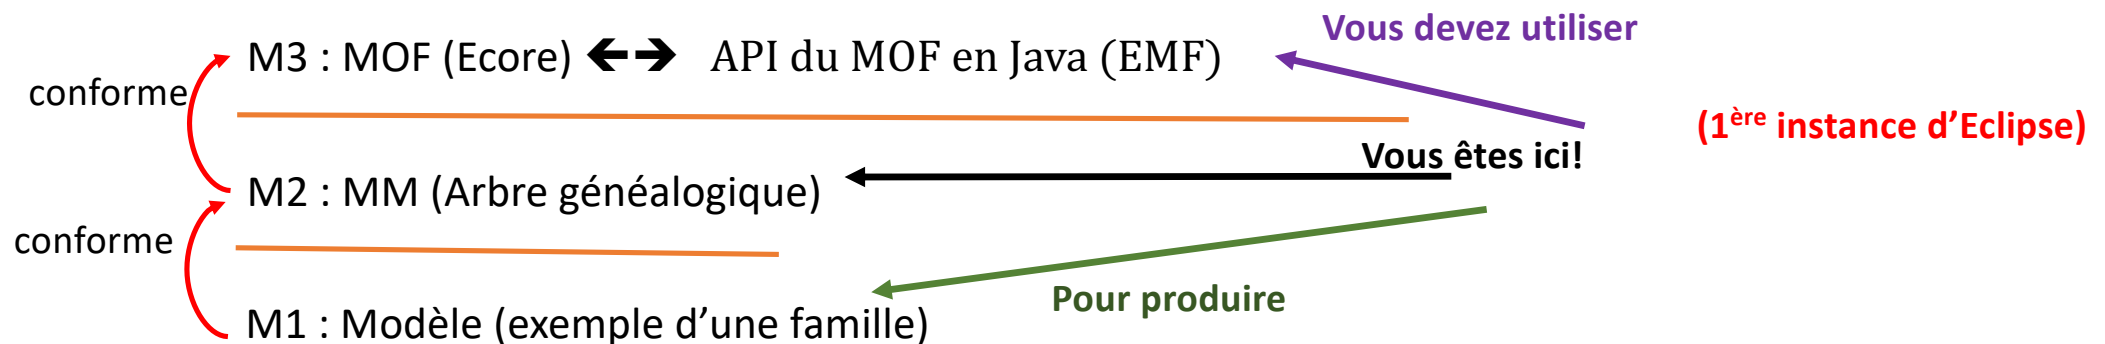 Vous devez utiliser
M3 : MOF (Ecore) 🡸🡺 API du MOF en Java (EMF)
conforme
(1ère instance d’Eclipse)
Vous êtes ici!
M2 : MM (Arbre généalogique)
conforme
Pour produire
M1 : Modèle (exemple d’une famille)